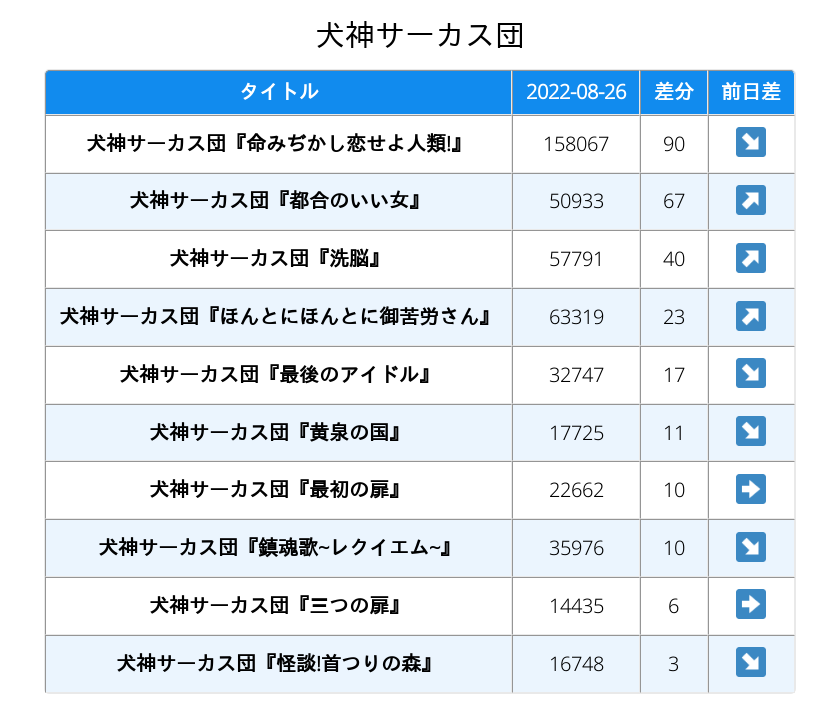 犬神サーカス団
タイトル 2022-08-26 差分 前日差
犬神サーカス団『命みぢかし恋せよ人類!』 158067 90 ↘
犬神サーカス団『都合のいい女』 50933 67 ↗
犬神サーカス団『洗脳』 57791 40 ↗
犬神サーカス団『ほんとにほんとに御苦労さん』 63319 23 ↗
犬神サーカス団『最後のアイドル』 32747 17 ↘
犬神サーカス団『黄泉の国』 17725 11 ↘
犬神サーカス団『最初の扉』 22662 10 ➡
犬神サーカス団『鎮魂歌~レクイエム~』 35976 10 ↘
犬神サーカス団『三つの扉』 14435 6 ➡
犬神サーカス団『怪談!首つりの森』 16748 3 ↘